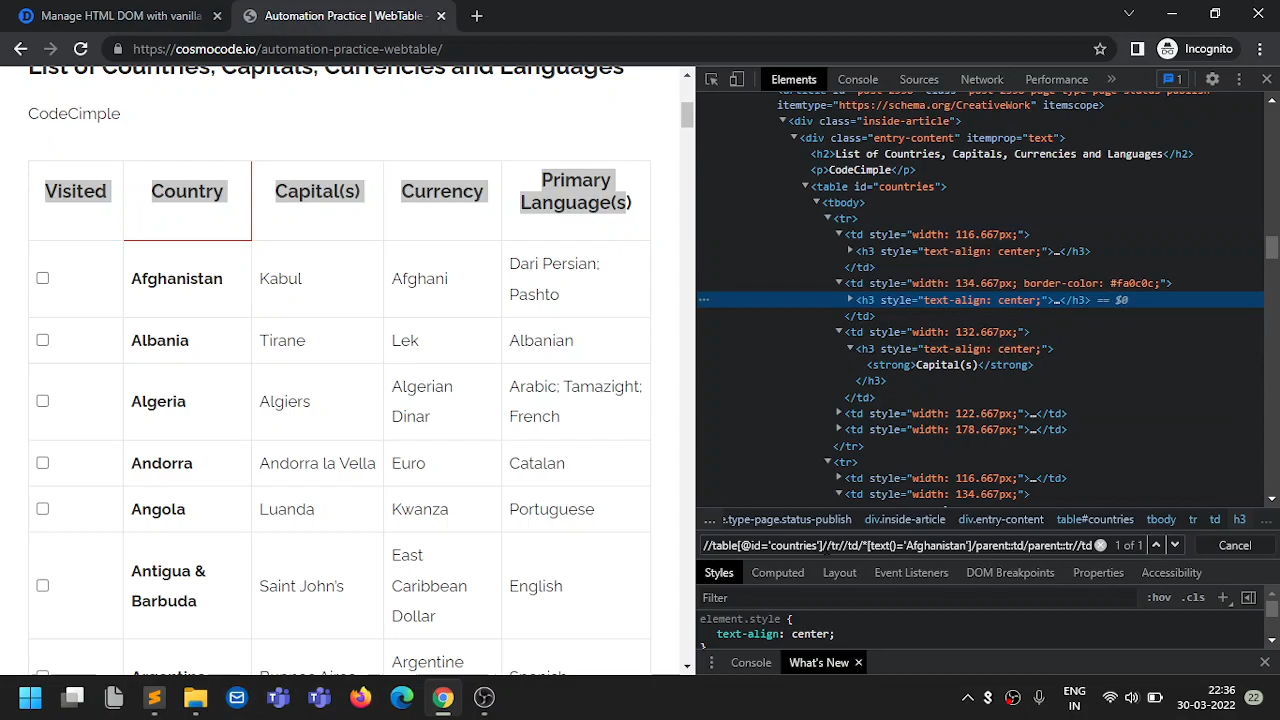 Manage HTML DOM with vanilla
Automation Practice | WebTable
https://cosmocode.io/automation-practice-webtable/
Incognito
List of Countries, Capitals, Currencies and Languages
CodeCimple
Visited Country Capital(s) Currency Primary Language(s)
Afghanistan Kabul Afghani Dari Persian; Pashto
Albania Tirane Lek Albanian
Algeria Algiers Algerian Dinar Arabic; Tamazight; French
Andorra Andorra la Vella Euro Catalan
Angola Luanda Kwanza Portuguese
Antigua & Barbuda Saint John's East Caribbean Dollar English
Argentine
Elements Console Sources Network Performance » 1
itemtype="https://schema.org/CreativeWork" itemscope>
<div class="inside-article">
<div class="entry-content" itemprop="text">
<h2>List of Countries, Capitals, Currencies and Languages</h2>
<p>CodeCimple</p>
<table id="countries">
<tbody>
<tr>
<td style="width: 116.667px;">
<h3 style="text-align: center;">…</h3>
</td>
<td style="width: 134.667px; border-color: #fa0c0c;">
<h3 style="text-align: center;">…</h3> == $0
</td>
<td style="width: 132.667px;">
<h3 style="text-align: center;">
<strong>Capital(s)</strong>
</h3>
</td>
<td style="width: 122.667px;">…</td>
<td style="width: 178.667px;">…</td>
</tr>
<tr>
<td style="width: 116.667px;">…</td>
<td style="width: 134.667px;">
... :.type-page.status-publish div.inside-article div.entry-content table#countries tbody tr td h3 ...
//table[@id='countries']//tr//td/*[text()='Afghanistan']/parent::td/parent::tr//td 1 of 1 Cancel
Styles Computed Layout Event Listeners DOM Breakpoints Properties Accessibility
Filter :hov .cls +
element.style {
text-align: center;
}
Console What's New
ENG
IN
22:36
30-03-2022
22